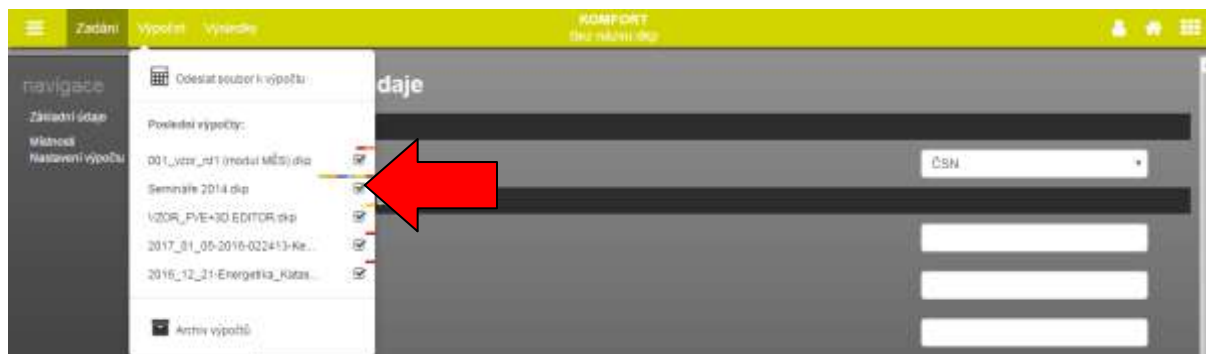 KOMFORT
Zadání Výpočet Výsledky
Bez názvu.dkp
navigace
Základní údaje
Místnosti
Nastavení výpočtu
Odeslat soubor k výpočtu
daje
Poslední výpočty:
001_vzor_rd1 (modul MĚS).dkp
ČSN
Semináře 2014.dkp
VZOR_FVE+3D EDITOR.dkp
2017_01_05-2016-022413-Ke...
2016_12_21-Energetika_Katas...
Archiv výpočtů